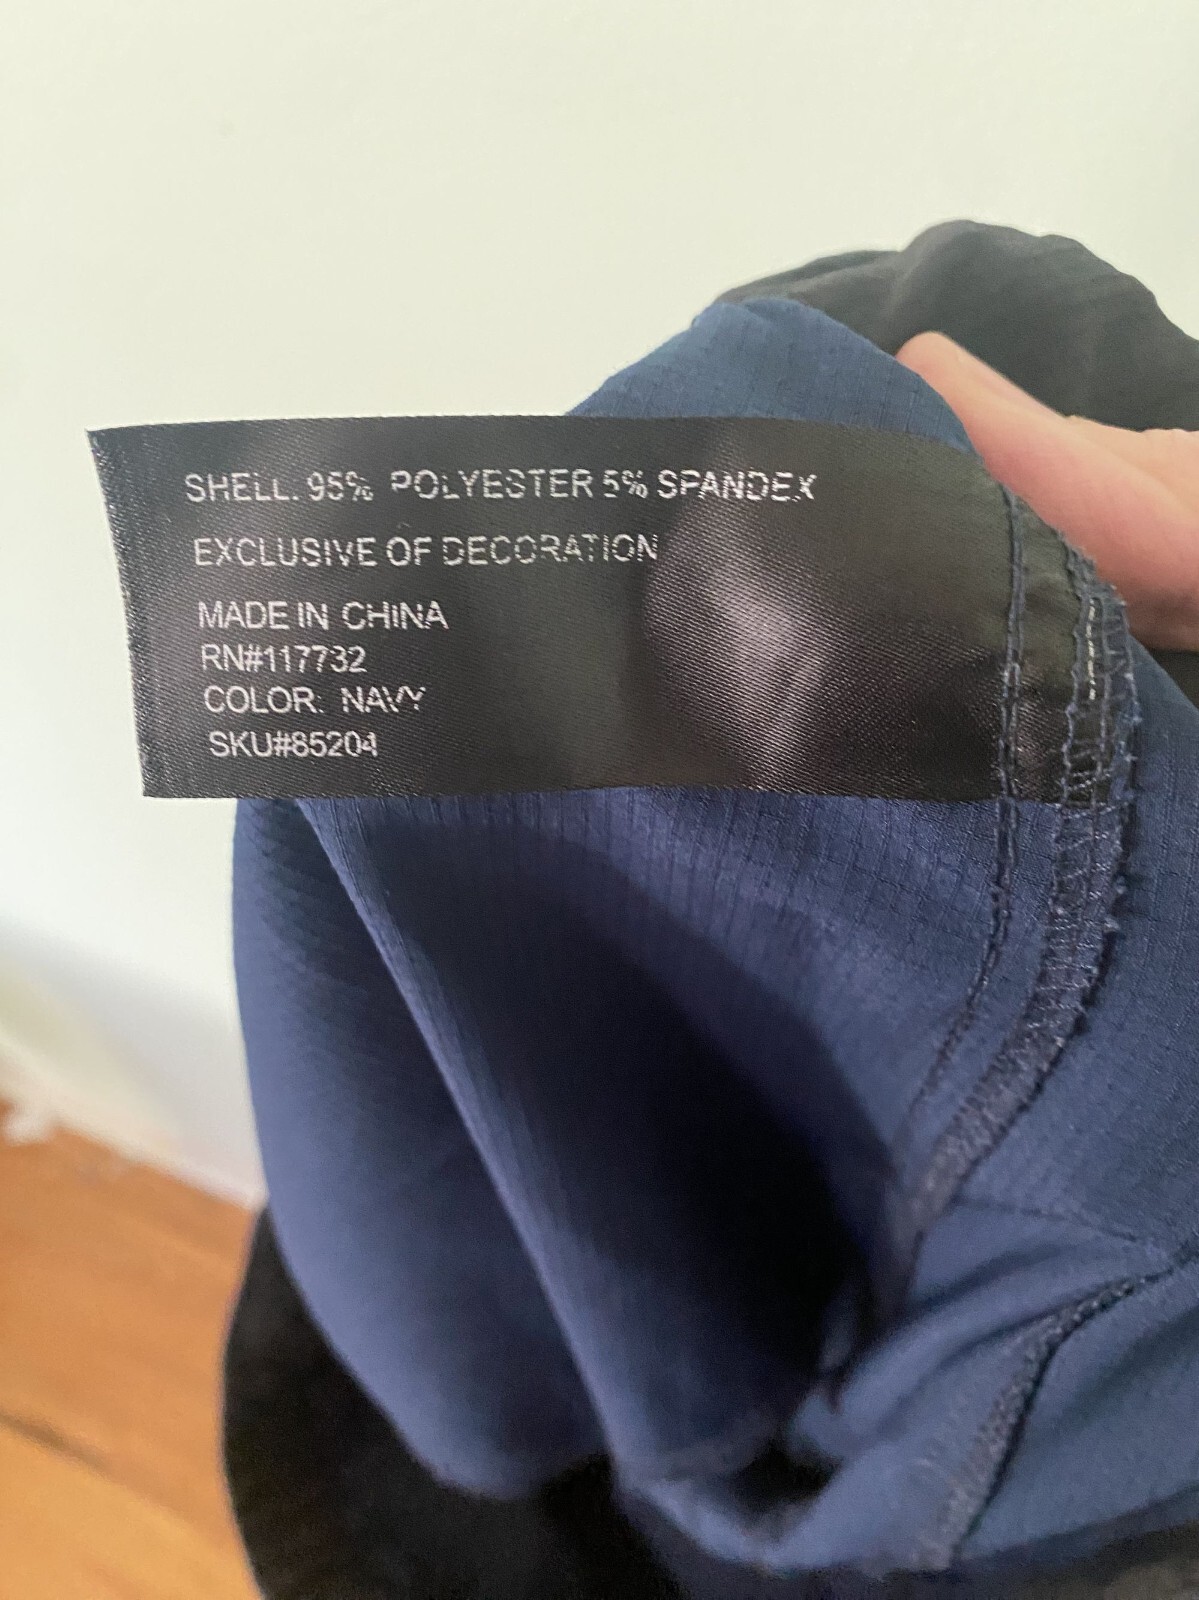 SHELL. 95% POLYESTER 5% SPANDEX
EXCLUSIVE OF DECORATION
MADE IN CHINA
RN#117732
COLOR: NAVY
SKU#85204